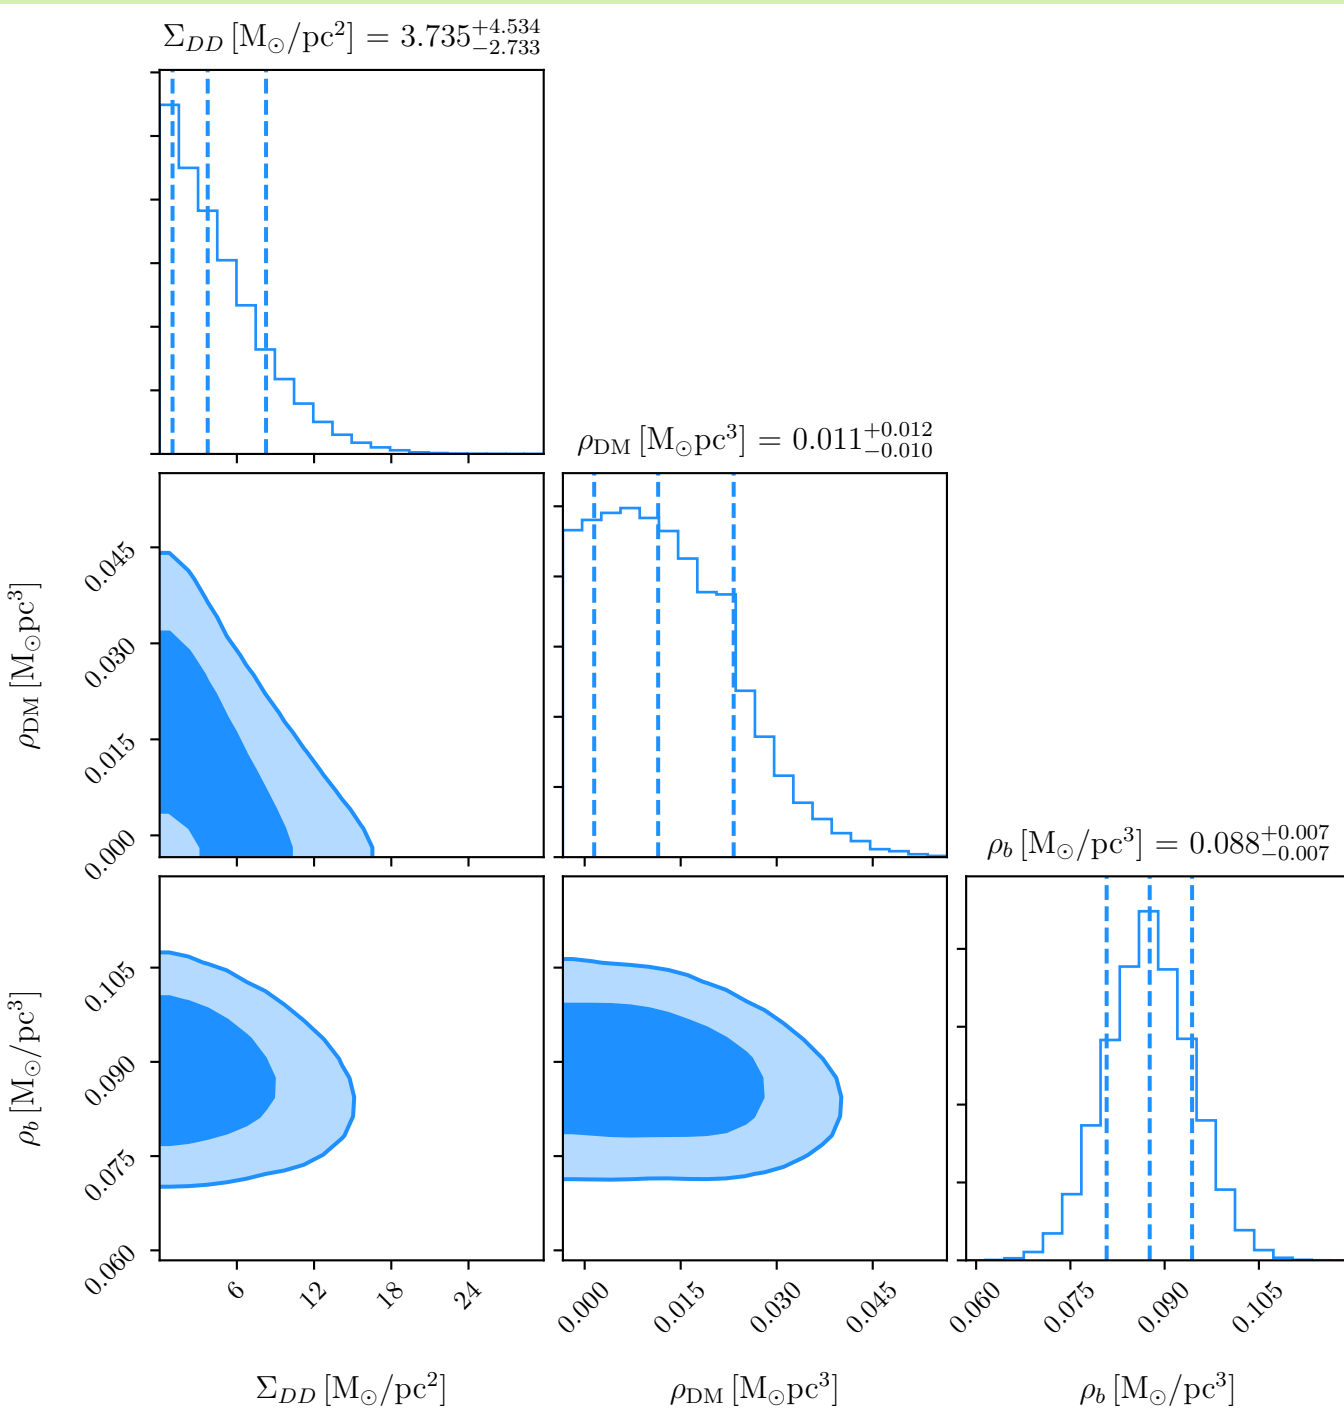 Σ_DD [M⊙/pc²] = 3.735^{+4.534}_{−2.733}
ρ_DM [M⊙pc³] = 0.011^{+0.012}_{−0.010}
ρ_DM [M⊙pc³]
0.045
0.030
0.015
0.000
ρ_b [M⊙/pc³] = 0.088^{+0.007}_{−0.007}
ρ_b [M⊙/pc³]
0.105
0.090
0.075
0.060
6 12 18 24
0.000 0.015 0.030 0.045
0.060 0.075 0.090 0.105
Σ_DD [M⊙/pc²]
ρ_DM [M⊙pc³]
ρ_b [M⊙/pc³]